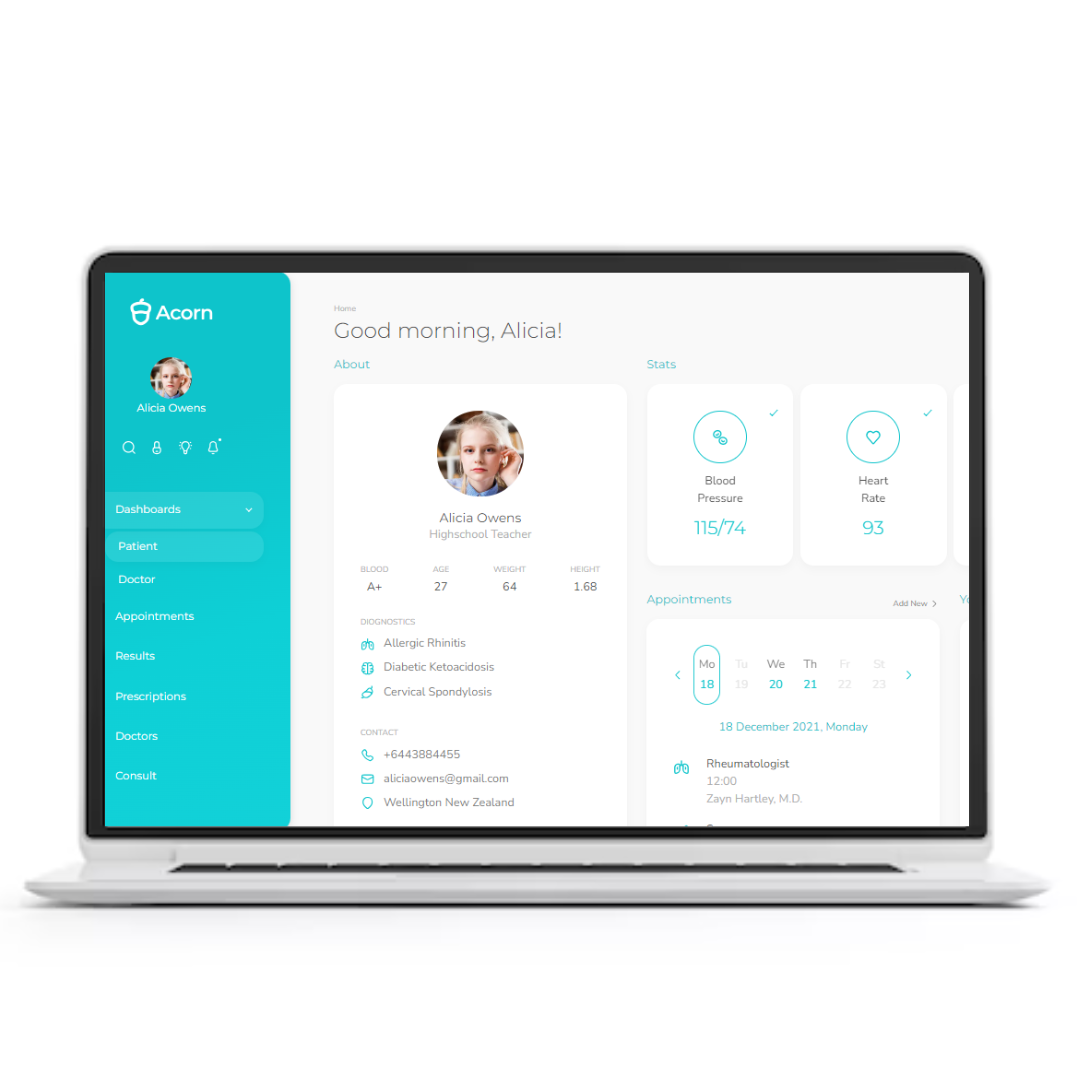 Acorn
Alicia Owens
Dashboards
Patient
Doctor
Appointments
Results
Prescriptions
Doctors
Consult
Home
Good morning, Alicia!
About
Alicia Owens
Highschool Teacher
BLOOD AGE WEIGHT HEIGHT
A+ 27 64 1.68
DIOGNOSTICS
Allergic Rhinitis
Diabetic Ketoacidosis
Cervical Spondylosis
CONTACT
+6443884455
aliciaowens@gmail.com
Wellington New Zealand
Stats
Blood
Pressure
115/74
Heart
Rate
93
Appointments
Add New
Mo Tu We Th Fr St
18 19 20 21 22 23
18 December 2021, Monday
Rheumatologist
12:00
Zayn Hartley, M.D.